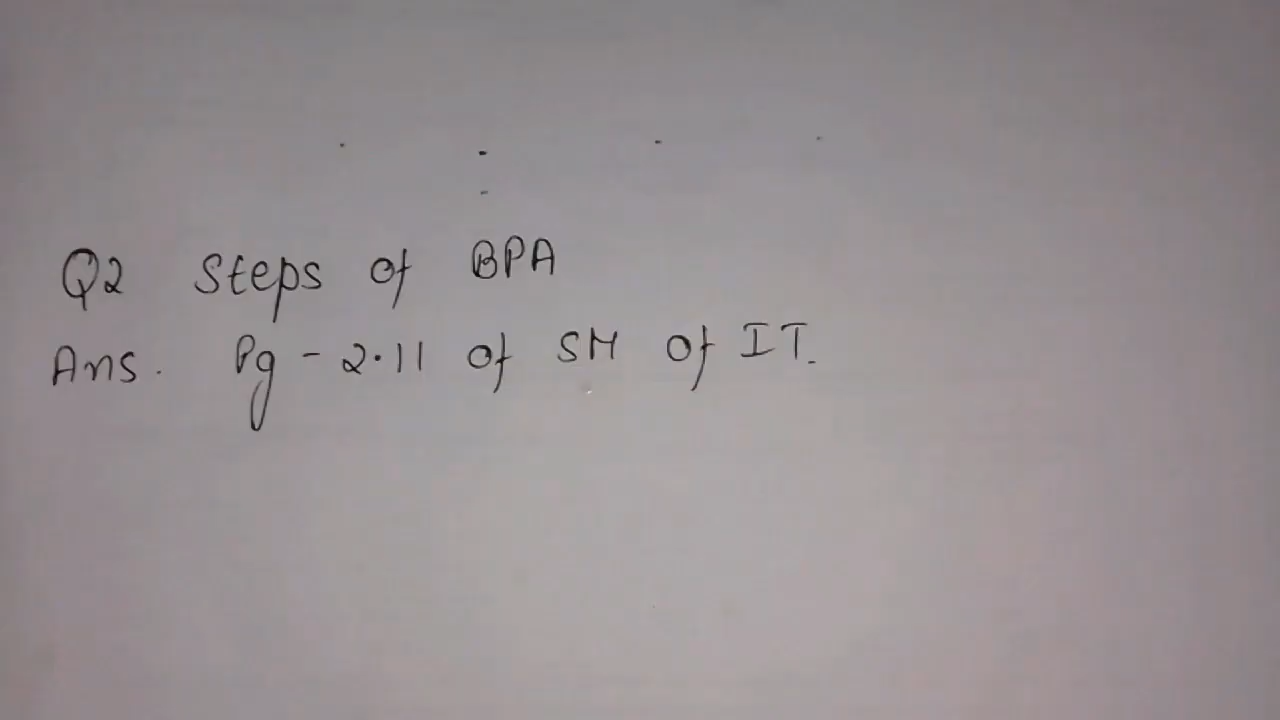 Q2 Steps of BPA
Ans. Pg - 2.11 of SM of IT.